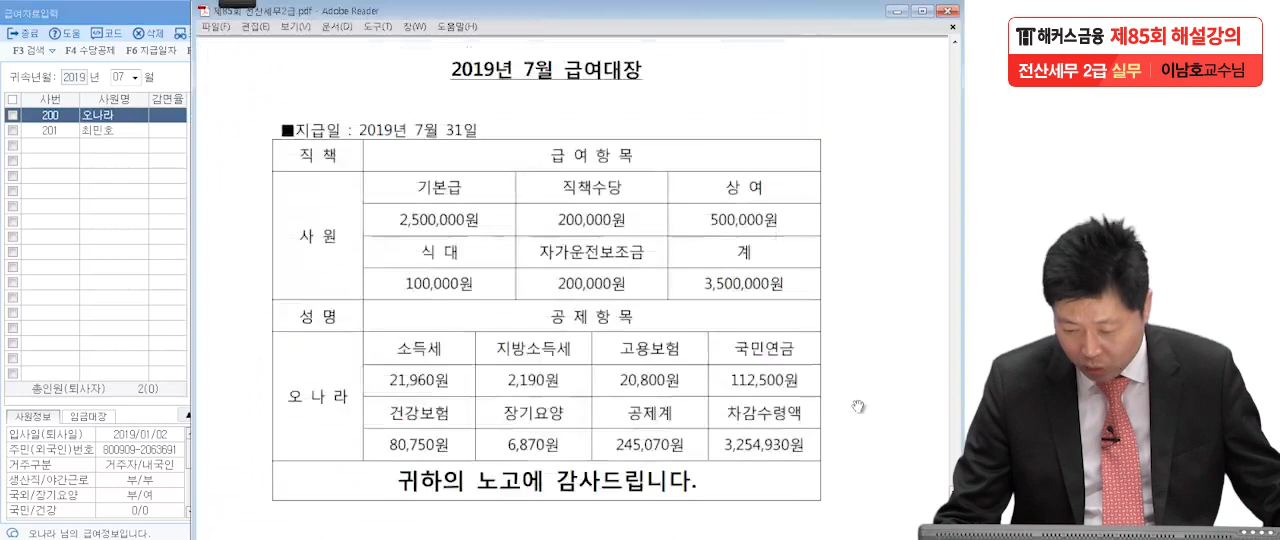 급여자료입력
종료 도움 코드 삭제
F3 검색 F4 수당공제 F6 지급일자
귀속년월: 2019 년 07 월
사번 사원명 감면율
200 오나라
201 최민호
총인원(퇴사자) 2(0)
사원정보 임금대장
입사일(퇴사일) 2019/01/02
주민(외국인)번호 800909-2063691
거주구분 거주자/내국인
생산직/야간근로 부/부
국외/장기요양 부/여
국민/건강 0/0
오나라 님의 급여정보입니다.
제85회 전산세무2급.pdf - Adobe Reader
파일(F) 편집(E) 보기(V) 문서(D) 도구(T) 창(W) 도움말(H)
2019년 7월 급여대장
■지급일 : 2019년 7월 31일
직 책 급 여 항 목
사 원
기본급 직책수당 상 여
2,500,000원 200,000원 500,000원
식 대 자가운전보조금 계
100,000원 200,000원 3,500,000원
성 명 공 제 항 목
오 나 라
소득세 지방소득세 고용보험 국민연금
21,960원 2,190원 20,800원 112,500원
건강보험 장기요양 공제계 차감수령액
80,750원 6,870원 245,070원 3,254,930원
귀하의 노고에 감사드립니다.
해커스금융 제85회 해설강의
전산세무 2급 실무 이남호교수님